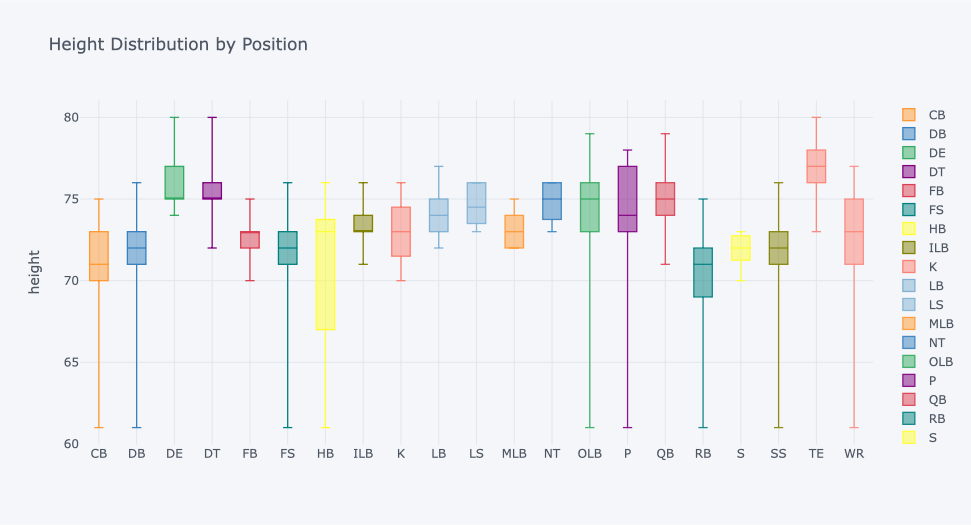 Height Distribution by Position
height
80
75
70
65
60
CB DB DE DT FB FS HB ILB K LB LS MLB NT OLB P QB RB S SS TE WR
CB
DB
DE
DT
FB
FS
HB
ILB
K
LB
LS
MLB
NT
OLB
P
QB
RB
S